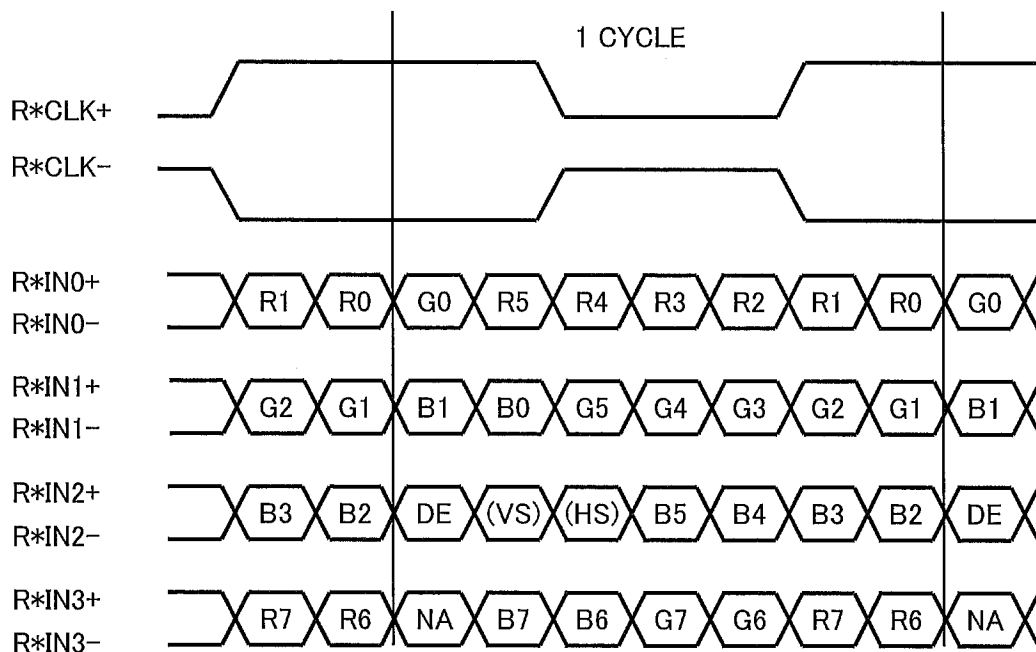 1 CYCLE
R*CLK+
R*CLK-
R*IN0+
R*IN0-
R1 R0 G0 R5 R4 R3 R2 R1 R0 G0
R*IN1+
R*IN1-
G2 G1 B1 B0 G5 G4 G3 G2 G1 B1
R*IN2+
R*IN2-
B3 B2 DE (VS) (HS) B5 B4 B3 B2 DE
R*IN3+
R*IN3-
R7 R6 NA B7 B6 G7 G6 R7 R6 NA